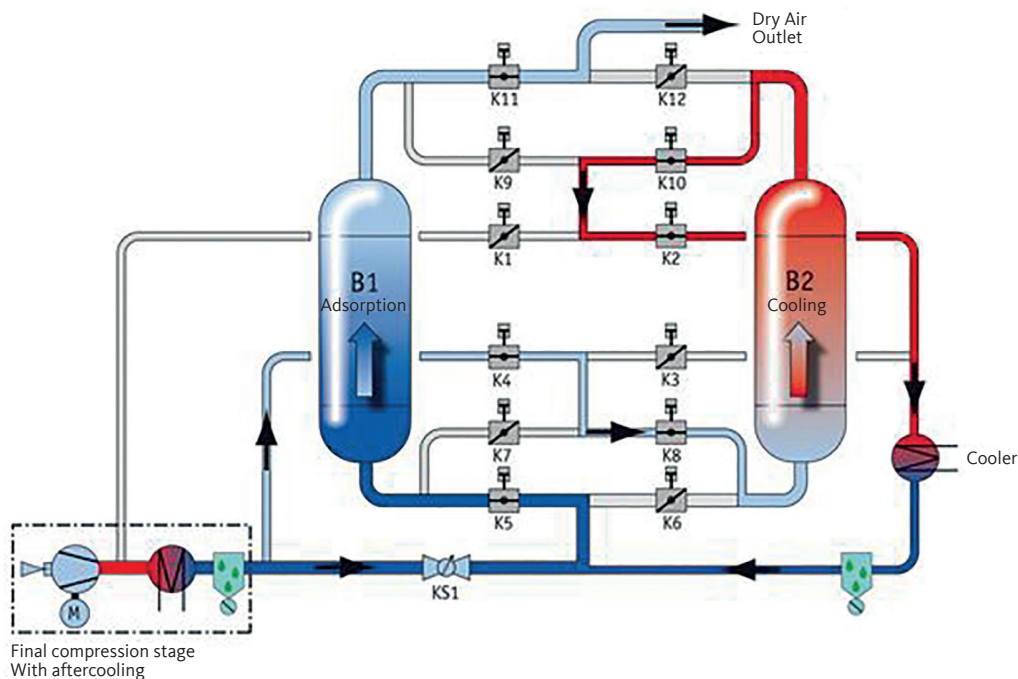 Dry Air
Outlet
K11
K12
K9
K10
K1
K2
B1
Adsorption
B2
Cooling
K4
K3
K7
K8
Cooler
K5
K6
KS1
M
Final compression stage
With aftercooling